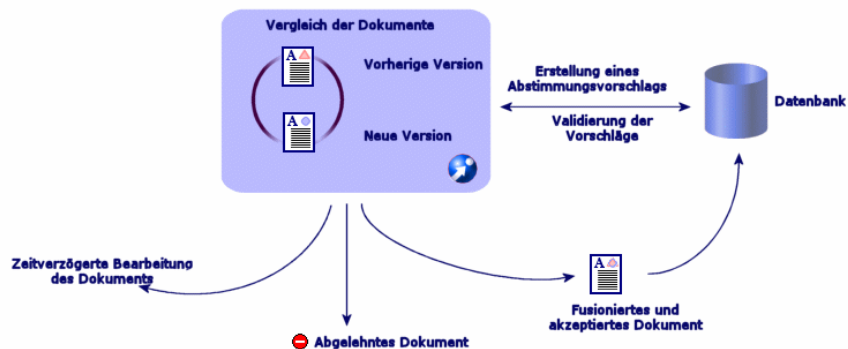 Vergleich der Dokumente
A
Vorherige Version
A
Neue Version
Erstellung eines
Abstimmungsvorschlags
Validierung der
Vorschläge
Datenbank
Zeitverzögerte Bearbeitung
des Dokuments
Abgelehntes Dokument
A
Fusioniertes und
akzeptiertes Dokument